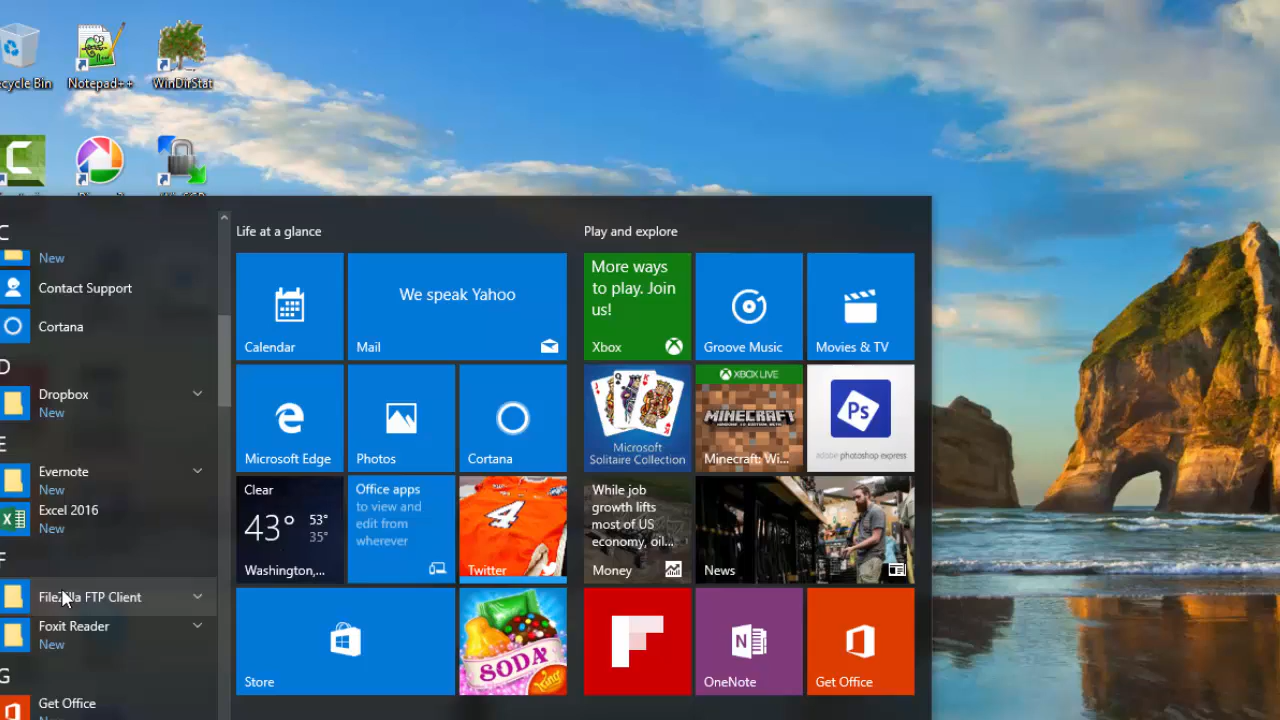 cycle Bin
Notepad++
WinDirStat
C
New
Contact Support
Cortana
D
Dropbox
New
E
Evernote
New
Excel 2016
New
F
FileZilla FTP Client
Foxit Reader
New
G
Get Office
Life at a glance
Calendar
We speak Yahoo
Mail
Microsoft Edge
Photos
Cortana
Clear
43°
53°
35°
Washington,...
Office apps
to view and
edit from
wherever
Twitter
Store
SODA
King
Play and explore
More ways
to play. Join
us!
Xbox
Groove Music
Movies & TV
Microsoft
Solitaire Collection
XBOX LIVE
MINECRAFT
Minecraft: Wi...
Ps
adobe photoshop express
While job
growth lifts
most of US
economy, oil...
Money
4
News
N
OneNote
Get Office